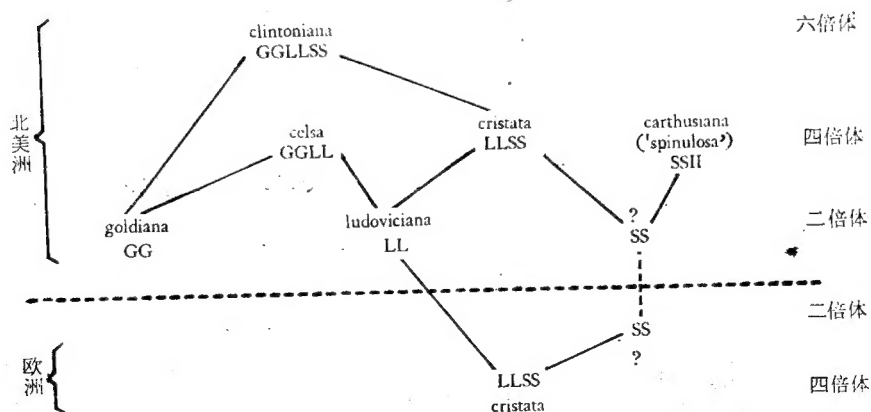 clintoniana
GGLLSS
六倍体
北美洲
celsa
GGLL
cristata
LLSS
carthusiana
('spinulosa')
SSII
四倍体
goldiana
GG
ludoviciana
LL
?
SS
二倍体
SS
?
二倍体
欧洲
LLSS
cristata
四倍体